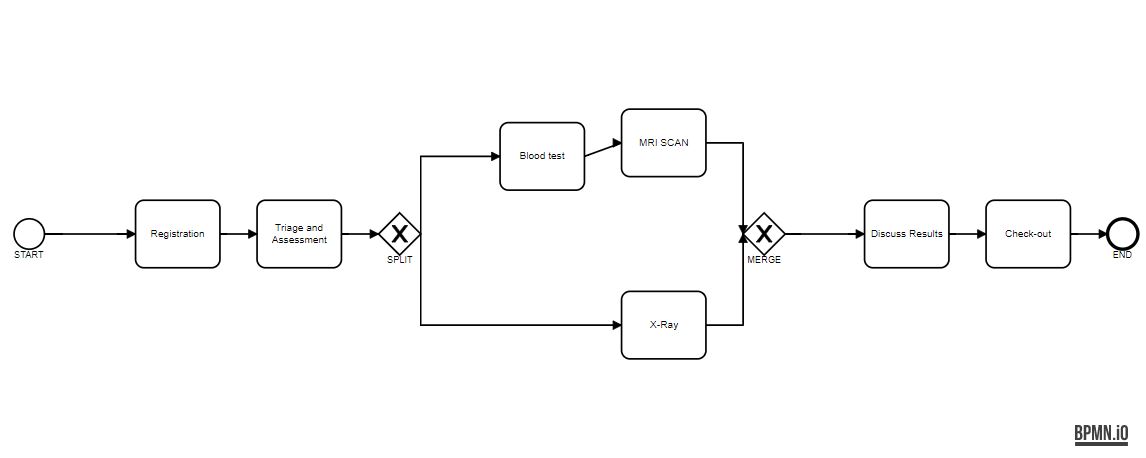 START
Registration
Triage and
Assessment
SPLIT
Blood test
MRI SCAN
X-Ray
MERGE
Discuss Results
Check-out
END
BPMN.iO